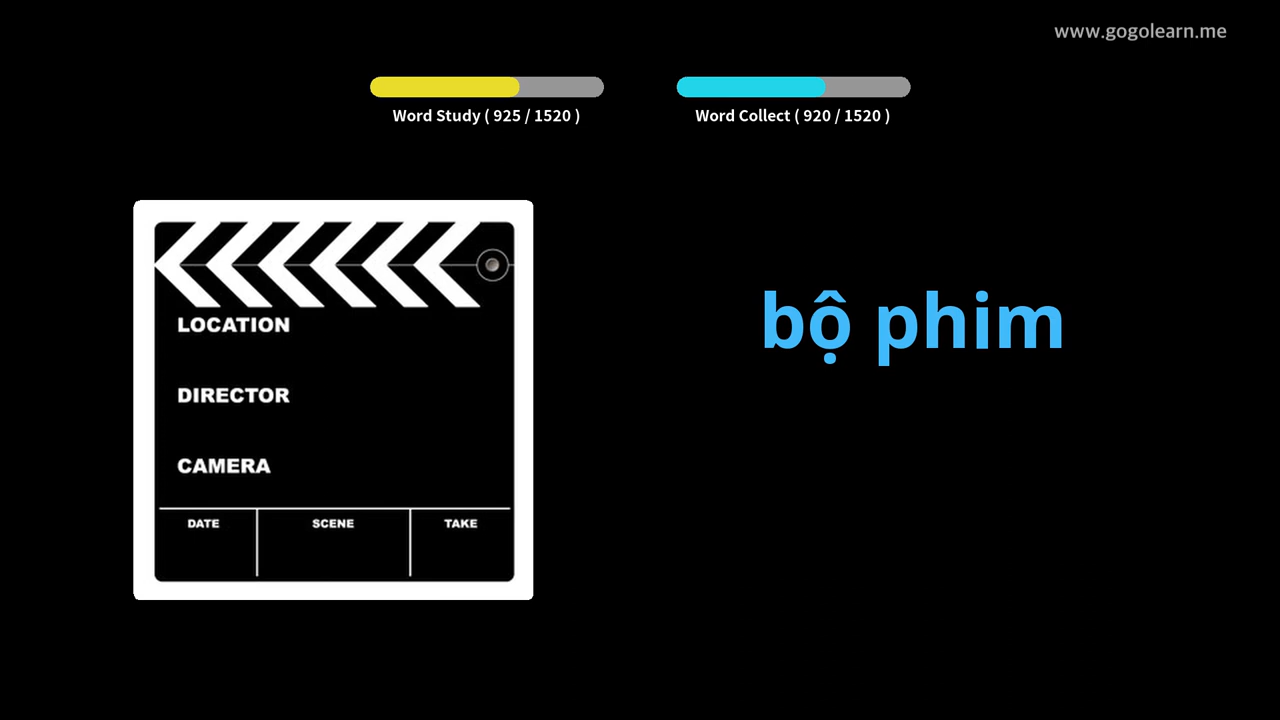 www.gogolearn.me
Word Study ( 925 / 1520 )
Word Collect ( 920 / 1520 )
LOCATION
DIRECTOR
CAMERA
DATE
SCENE
TAKE
bộ phim